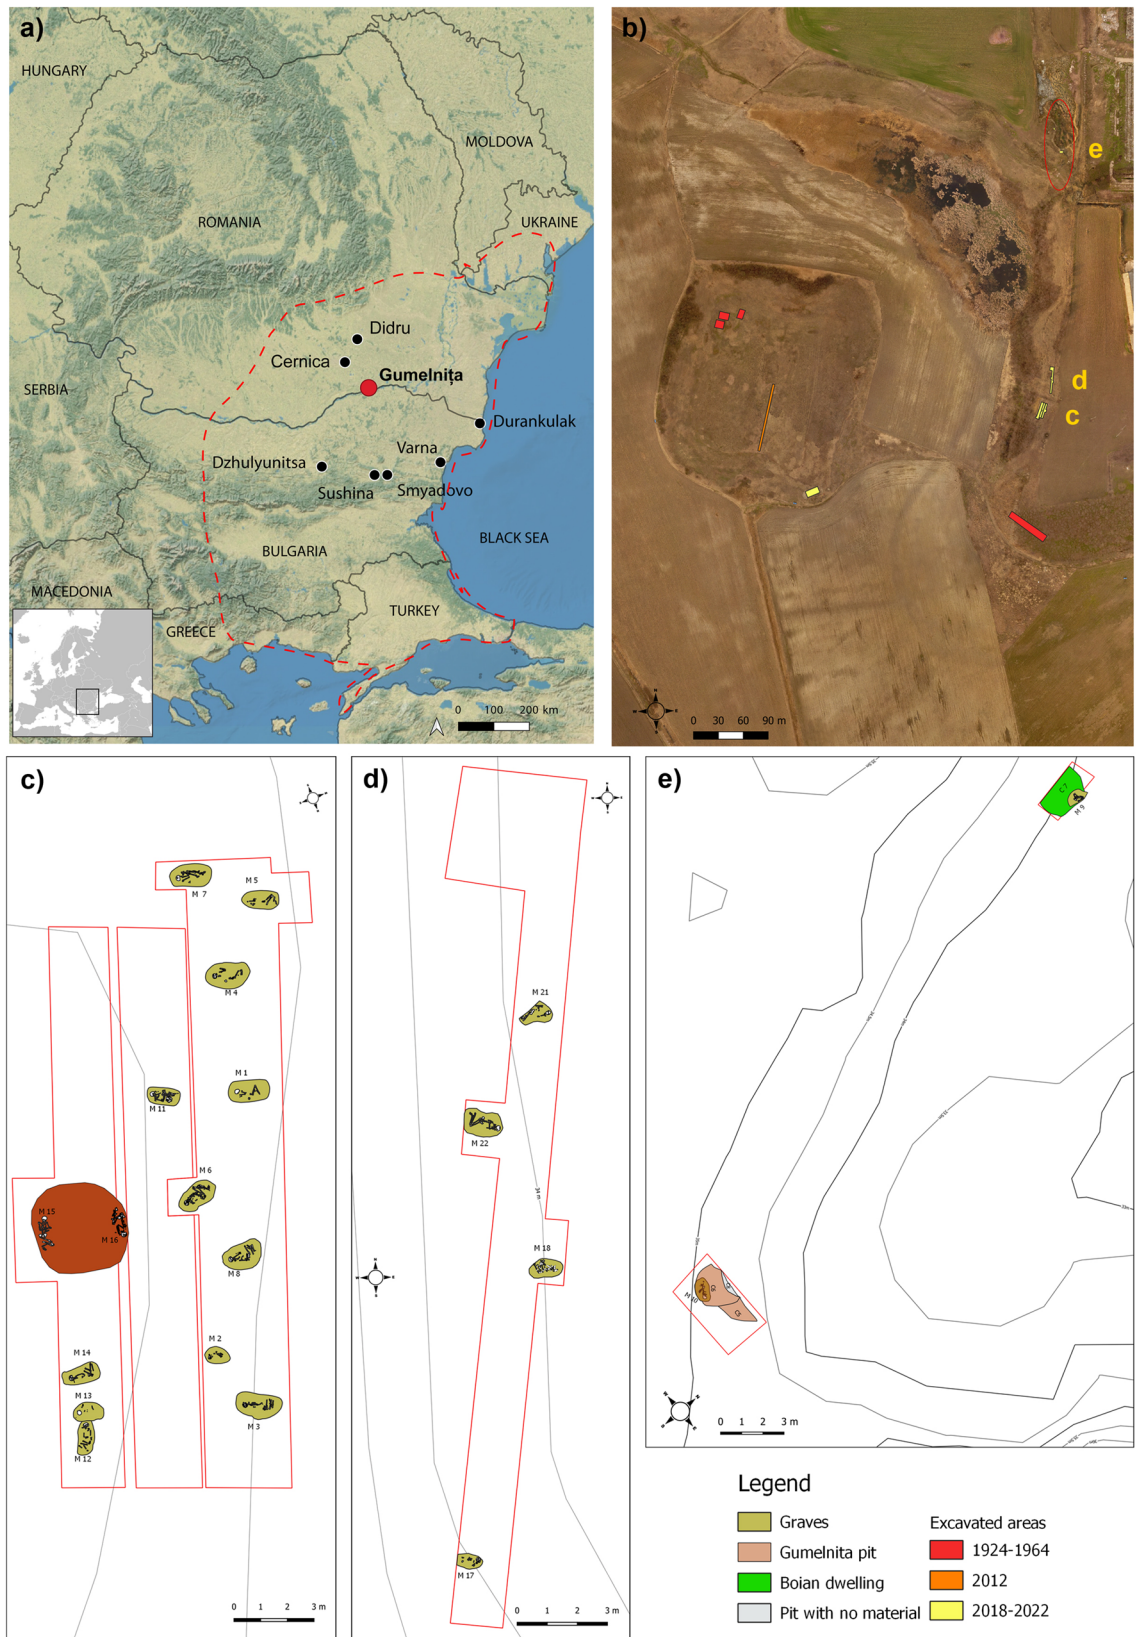 a)
HUNGARY
MOLDOVA
ROMANIA
UKRAINE
Didru
Cernica
Gumelnița
SERBIA
Durankulak
Varna
Dzhulyunitsa
Sushina
Smyadovo
BLACK SEA
BULGARIA
MACEDONIA
TURKEY
GREECE
0 100 200 km
b)
e
d
c
0 30 60 90 m
c)
M 7
M 5
M 4
M 1
M 11
M 6
M 15
M 16
M 8
M 2
M 14
M 13
M 3
M 12
0 1 2 3 m
d)
M 21
M 22
34 m
M 18
M 17
0 1 2 3 m
e)
C 7
M 9
M 10
0 1 2 3 m
Legend
Graves
Gumelnita pit
Boian dwelling
Pit with no material
Excavated areas
1924-1964
2012
2018-2022